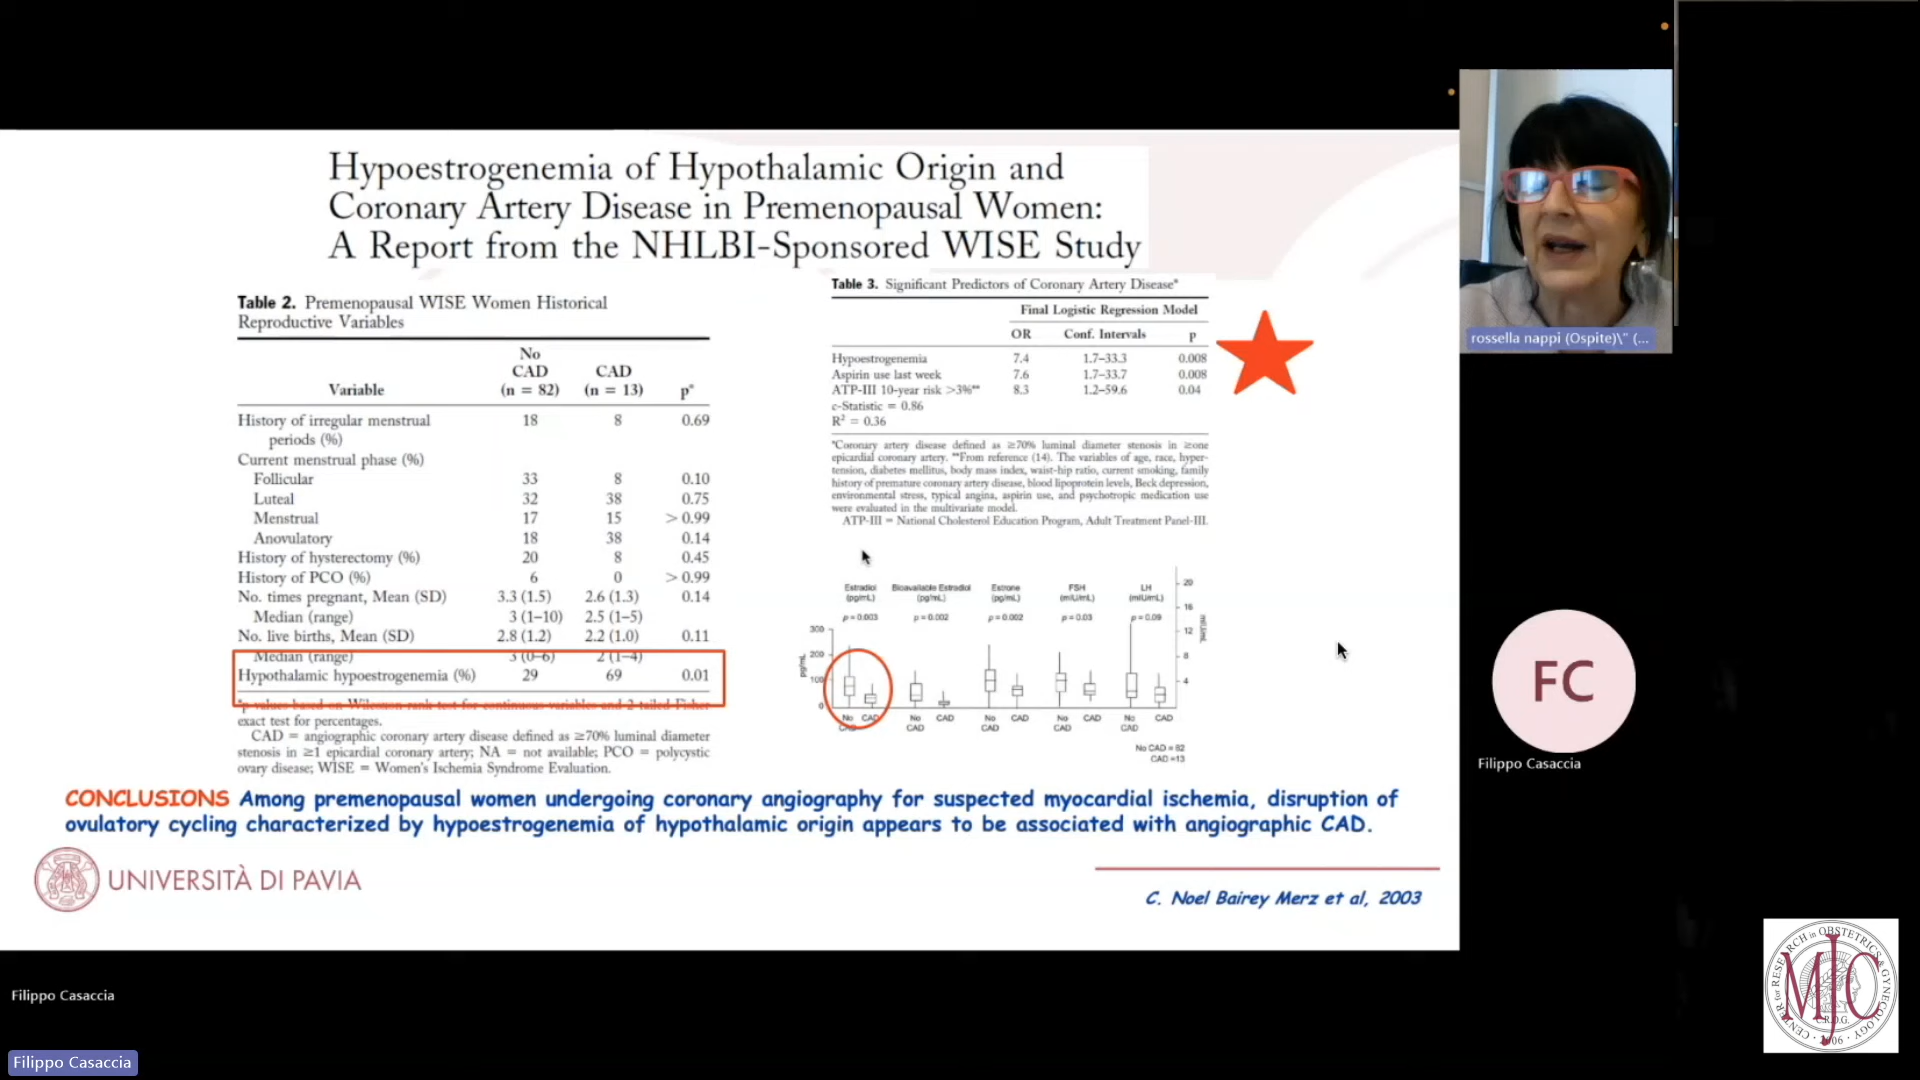 Hypoestrogenemia of Hypothalamic Origin and
Coronary Artery Disease in Premenopausal Women:
A Report from the NHLBI-Sponsored WISE Study
Table 2. Premenopausal WISE Women Historical
Reproductive Variables
No
CAD CAD
Variable (n = 82) (n = 13) p*
History of irregular menstrual 18 8 0.69
periods (%)
Current menstrual phase (%)
Follicular 33 8 0.10
Luteal 32 38 0.75
Menstrual 17 15 > 0.99
Anovulatory 18 38 0.14
History of hysterectomy (%) 20 8 0.45
History of PCO (%) 6 0 > 0.99
No. times pregnant, Mean (SD) 3.3 (1.5) 2.6 (1.3) 0.14
Median (range) 3 (1–10) 2.5 (1–5)
No. live births, Mean (SD) 2.8 (1.2) 2.2 (1.0) 0.11
Median (range) 3 (0–6) 2 (1–4)
Hypothalamic hypoestrogenemia (%) 29 69 0.01
*p values based on Wilcoxon rank test for continuous variables and 2-tailed Fisher
exact test for percentages.
CAD = angiographic coronary artery disease defined as ≥70% luminal diameter
stenosis in ≥1 epicardial coronary artery; NA = not available; PCO = polycystic
ovary disease; WISE = Women's Ischemia Syndrome Evaluation.
Table 3. Significant Predictors of Coronary Artery Disease*
Final Logistic Regression Model
OR Conf. Intervals p
Hypoestrogenemia 7.4 1.7–33.3 0.008
Aspirin use last week 7.6 1.7–33.7 0.008
ATP-III 10-year risk >3%** 8.3 1.2–59.6 0.04
c-Statistic = 0.86
R² = 0.36
*Coronary artery disease defined as ≥70% luminal diameter stenosis in ≥one
epicardial coronary artery. **From reference (14). The variables of age, race, hyper-
tension, diabetes mellitus, body mass index, waist-hip ratio, current smoking, family
history of premature coronary artery disease, blood lipoprotein levels, Beck depression,
environmental stress, typical angina, aspirin use, and psychotropic medication use
were evaluated in the multivariate model.
ATP-III = National Cholesterol Education Program, Adult Treatment Panel-III.
Estradiol Bioavailable Estradiol Estrone FSH LH
(pg/mL) (pg/mL) (pg/mL) (mIU/mL) (mIU/mL)
p = 0.003 p = 0.002 p = 0.002 p = 0.03 p = 0.09
300
200
100
0
pg/mL
20
16
12
8
4
mIU/mL
No CAD No CAD No CAD No CAD No CAD
CAD CAD CAD CAD CAD
No CAD = 82
CAD =13
CONCLUSIONS Among premenopausal women undergoing coronary angiography for suspected myocardial ischemia, disruption of
ovulatory cycling characterized by hypoestrogenemia of hypothalamic origin appears to be associated with angiographic CAD.
UNIVERSITÀ DI PAVIA
C. Noel Bairey Merz et al, 2003
rossella nappi (Ospite)\" (...
FC
Filippo Casaccia
Filippo Casaccia
Filippo Casaccia
CENTER for RESEARCH in OBSTETRICS & GYNECOLOGY
MJC
C.R.O.G.
2006